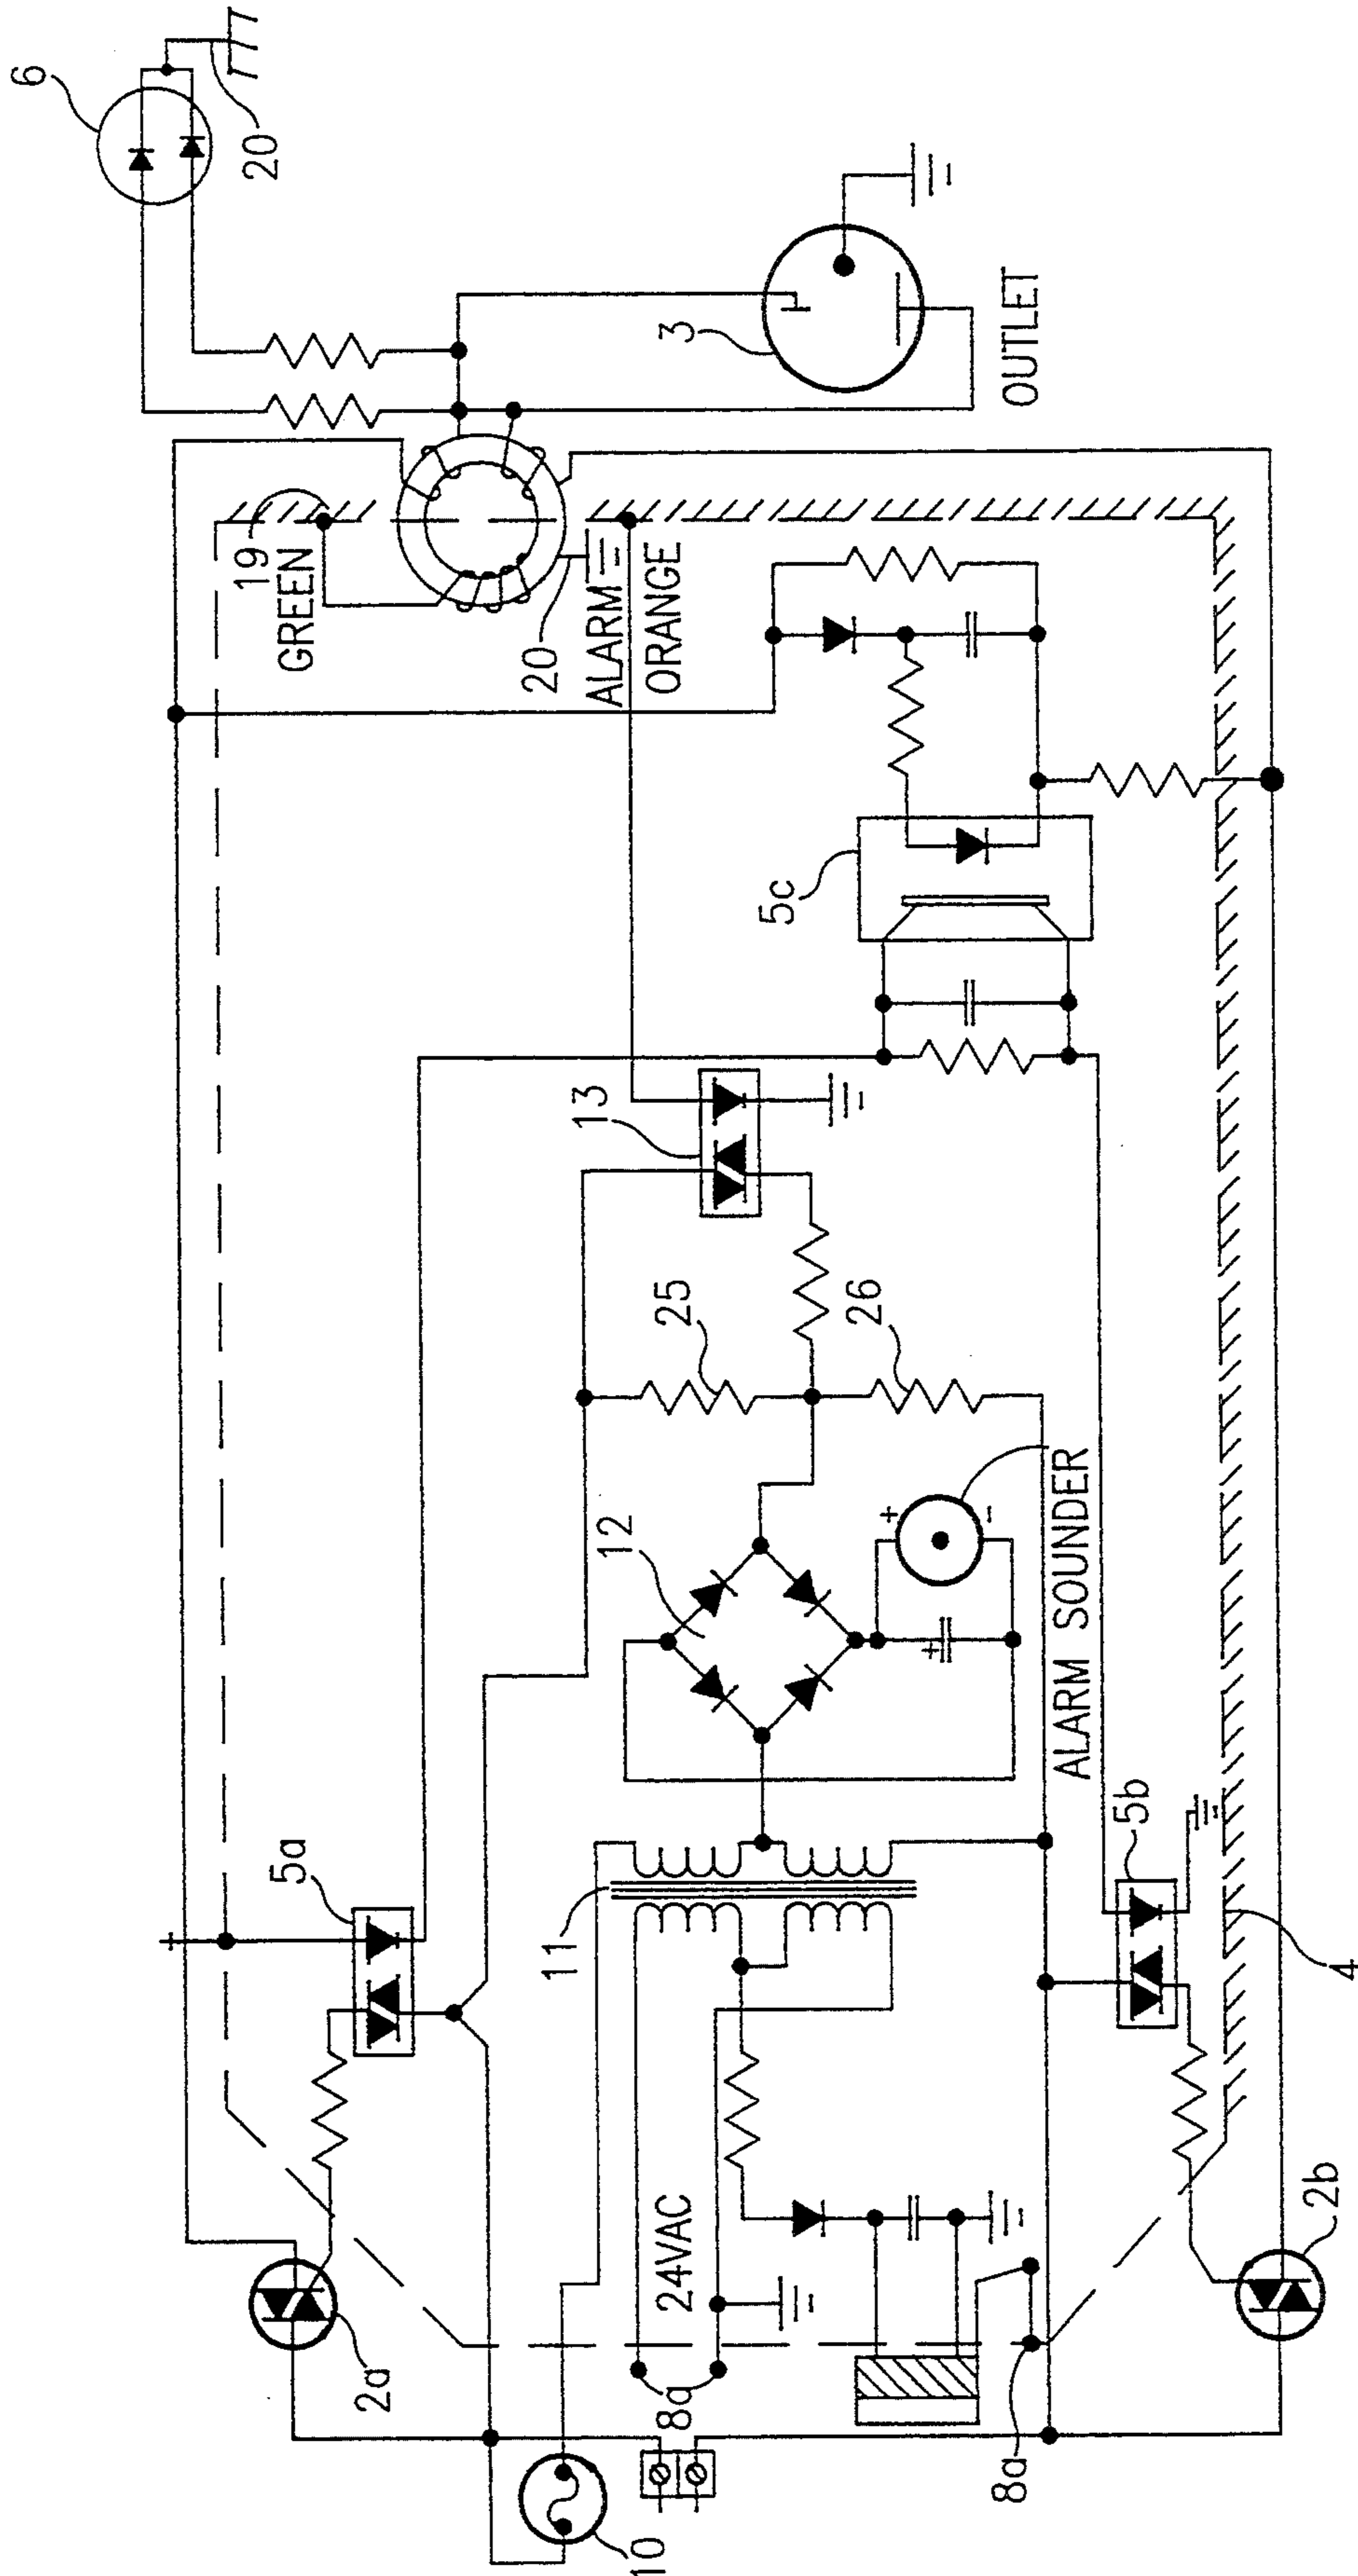 6
20
3
OUTLET
19
GREEN
20
ALARM
ORANGE
5c
13
25
26
12
+
-
+
ALARM SOUNDER
5a
+
11
5b
4
24VAC
2a
2b
8a
8a
10